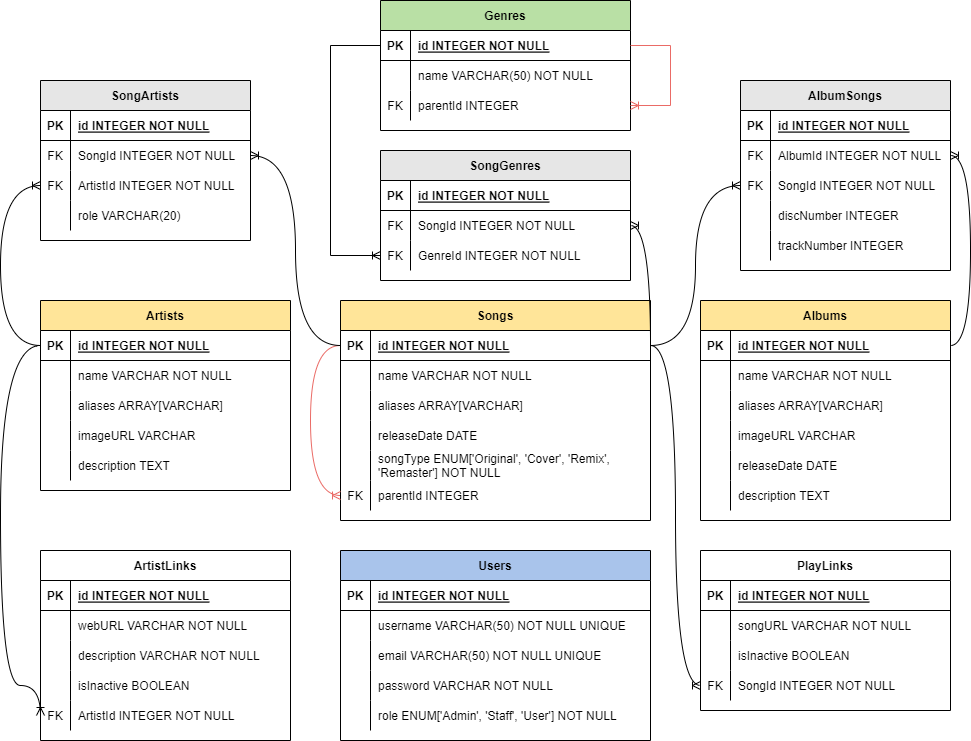 Genres
PK id INTEGER NOT NULL
name VARCHAR(50) NOT NULL
FK parentId INTEGER
SongArtists
PK id INTEGER NOT NULL
FK SongId INTEGER NOT NULL
FK ArtistId INTEGER NOT NULL
role VARCHAR(20)
SongGenres
PK id INTEGER NOT NULL
FK SongId INTEGER NOT NULL
FK GenreId INTEGER NOT NULL
AlbumSongs
PK id INTEGER NOT NULL
FK AlbumId INTEGER NOT NULL
FK SongId INTEGER NOT NULL
discNumber INTEGER
trackNumber INTEGER
Artists
PK id INTEGER NOT NULL
name VARCHAR NOT NULL
aliases ARRAY[VARCHAR]
imageURL VARCHAR
description TEXT
Songs
PK id INTEGER NOT NULL
name VARCHAR NOT NULL
aliases ARRAY[VARCHAR]
releaseDate DATE
songType ENUM['Original', 'Cover', 'Remix',
'Remaster'] NOT NULL
FK parentId INTEGER
Albums
PK id INTEGER NOT NULL
name VARCHAR NOT NULL
aliases ARRAY[VARCHAR]
imageURL VARCHAR
releaseDate DATE
description TEXT
ArtistLinks
PK id INTEGER NOT NULL
webURL VARCHAR NOT NULL
description VARCHAR NOT NULL
isInactive BOOLEAN
FK ArtistId INTEGER NOT NULL
Users
PK id INTEGER NOT NULL
username VARCHAR(50) NOT NULL UNIQUE
email VARCHAR(50) NOT NULL UNIQUE
password VARCHAR NOT NULL
role ENUM['Admin', 'Staff', 'User'] NOT NULL
PlayLinks
PK id INTEGER NOT NULL
songURL VARCHAR NOT NULL
isInactive BOOLEAN
FK SongId INTEGER NOT NULL